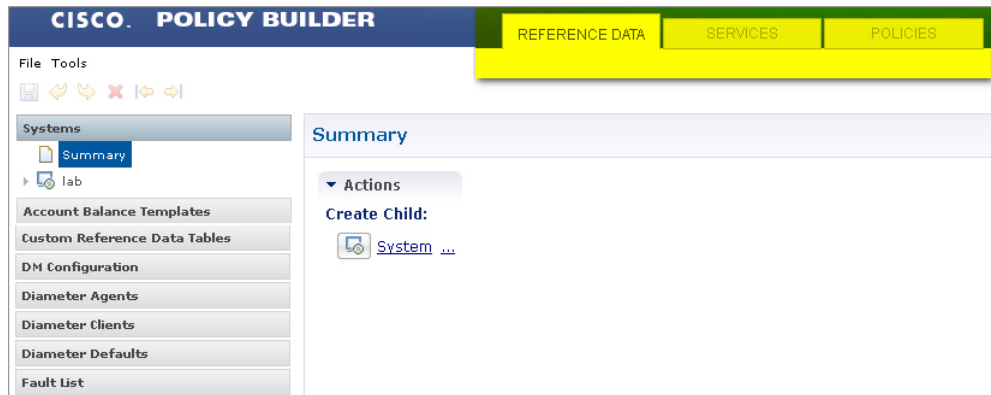 CISCO. POLICY BUILDER
REFERENCE DATA SERVICES POLICIES
File Tools
Systems
Summary
lab
Account Balance Templates
Custom Reference Data Tables
DM Configuration
Diameter Agents
Diameter Clients
Diameter Defaults
Fault List
Summary
Actions
Create Child:
System ...